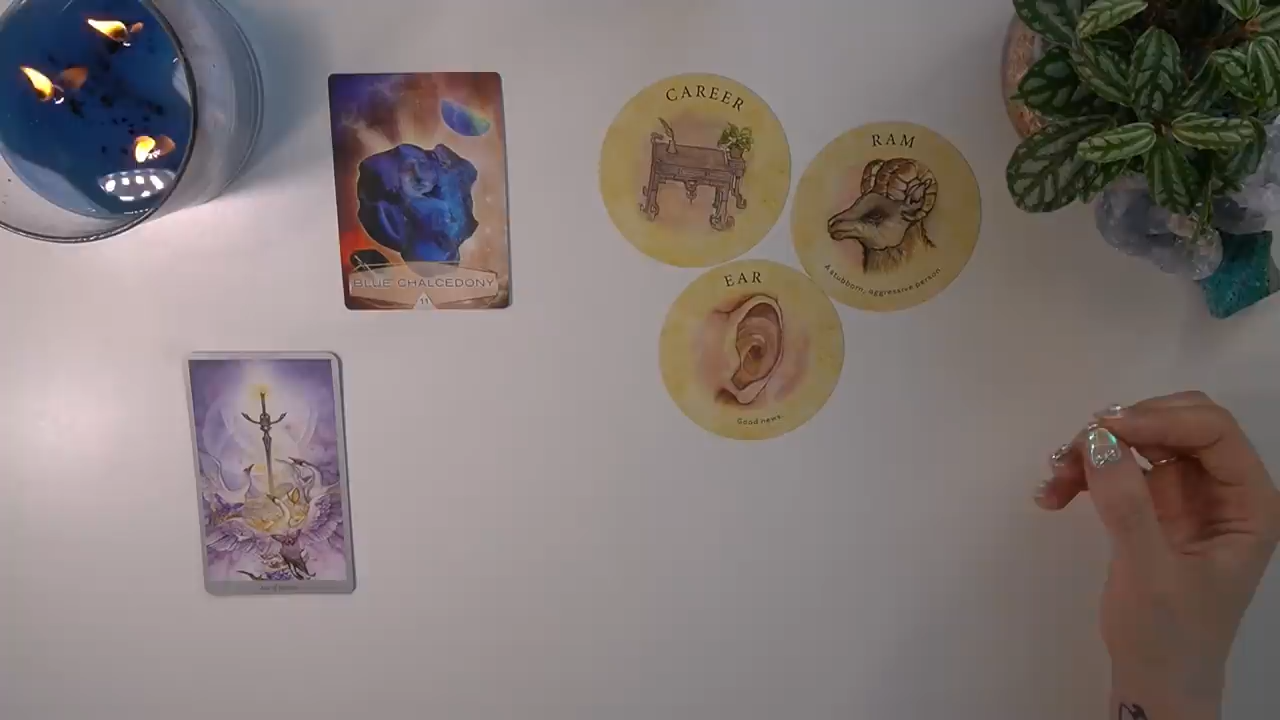 BLUE CHALCEDONY
11
CAREER
RAM
A stubborn, aggressive person
EAR
Good news.